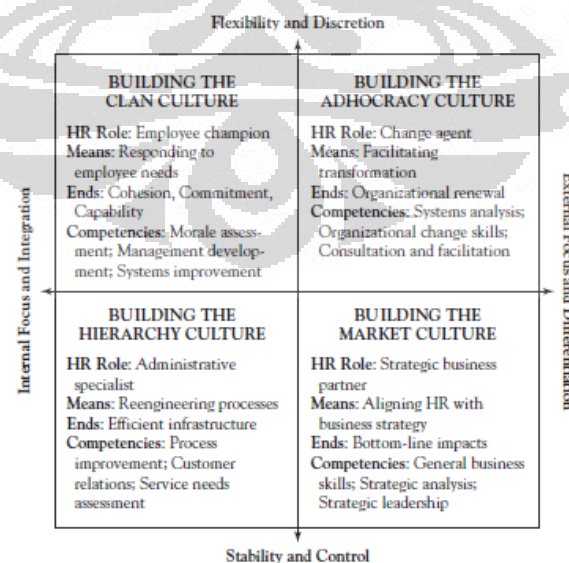 Flexibility and Discretion
BUILDING THE
CLAN CULTURE
HR Role: Employee champion
Means: Responding to
employee needs
Ends: Cohesion, Commitment,
Capability
Competencies: Morale assess-
ment; Management develop-
ment; Systems improvement
BUILDING THE
ADHOCRACY CULTURE
HR Role: Change agent
Means: Facilitating
transformation
Ends: Organizational renewal
Competencies: Systems analysis;
Organizational change skills;
Consultation and facilitation
Internal Focus and Integration
External Focus and Differentiation
BUILDING THE
HIERARCHY CULTURE
HR Role: Administrative
specialist
Means: Reengineering processes
Ends: Efficient infrastructure
Competencies: Process
improvement; Customer
relations; Service needs
assessment
BUILDING THE
MARKET CULTURE
HR Role: Strategic business
partner
Means: Aligning HR with
business strategy
Ends: Bottom-line impacts
Competencies: General business
skills; Strategic analysis;
Strategic leadership
Stability and Control